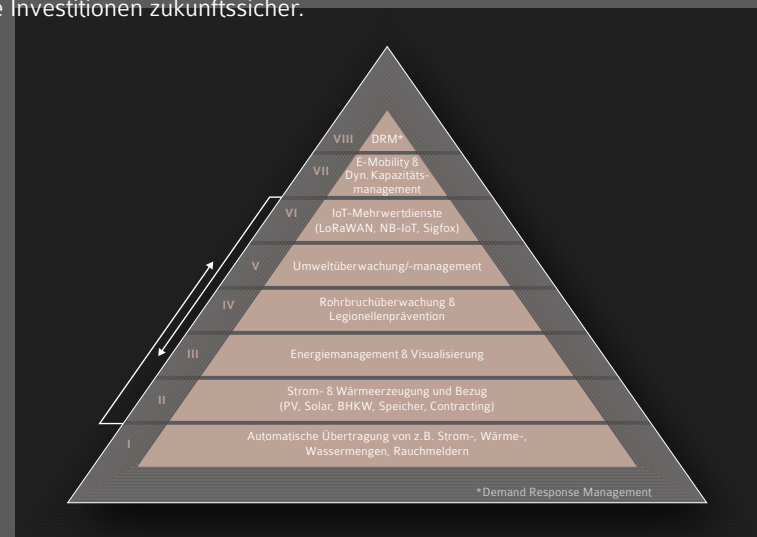 e Investitionen zukunftssicher.
VIII DRM*
VII E-Mobility &
Dyn. Kapazitäts-
management
VI IoT-Mehrwertdienste
(LoRaWAN, NB-IoT, Sigfox)
V Umweltüberwachung/-management
IV Rohrbruchüberwachung &
Legionellenprävention
III Energiemanagement & Visualisierung
II Strom- & Wärmeerzeugung und Bezug
(PV, Solar, BHKW, Speicher, Contracting)
I Automatische Übertragung von z.B. Strom-, Wärme-,
Wassermengen, Rauchmeldern
*Demand Response Management